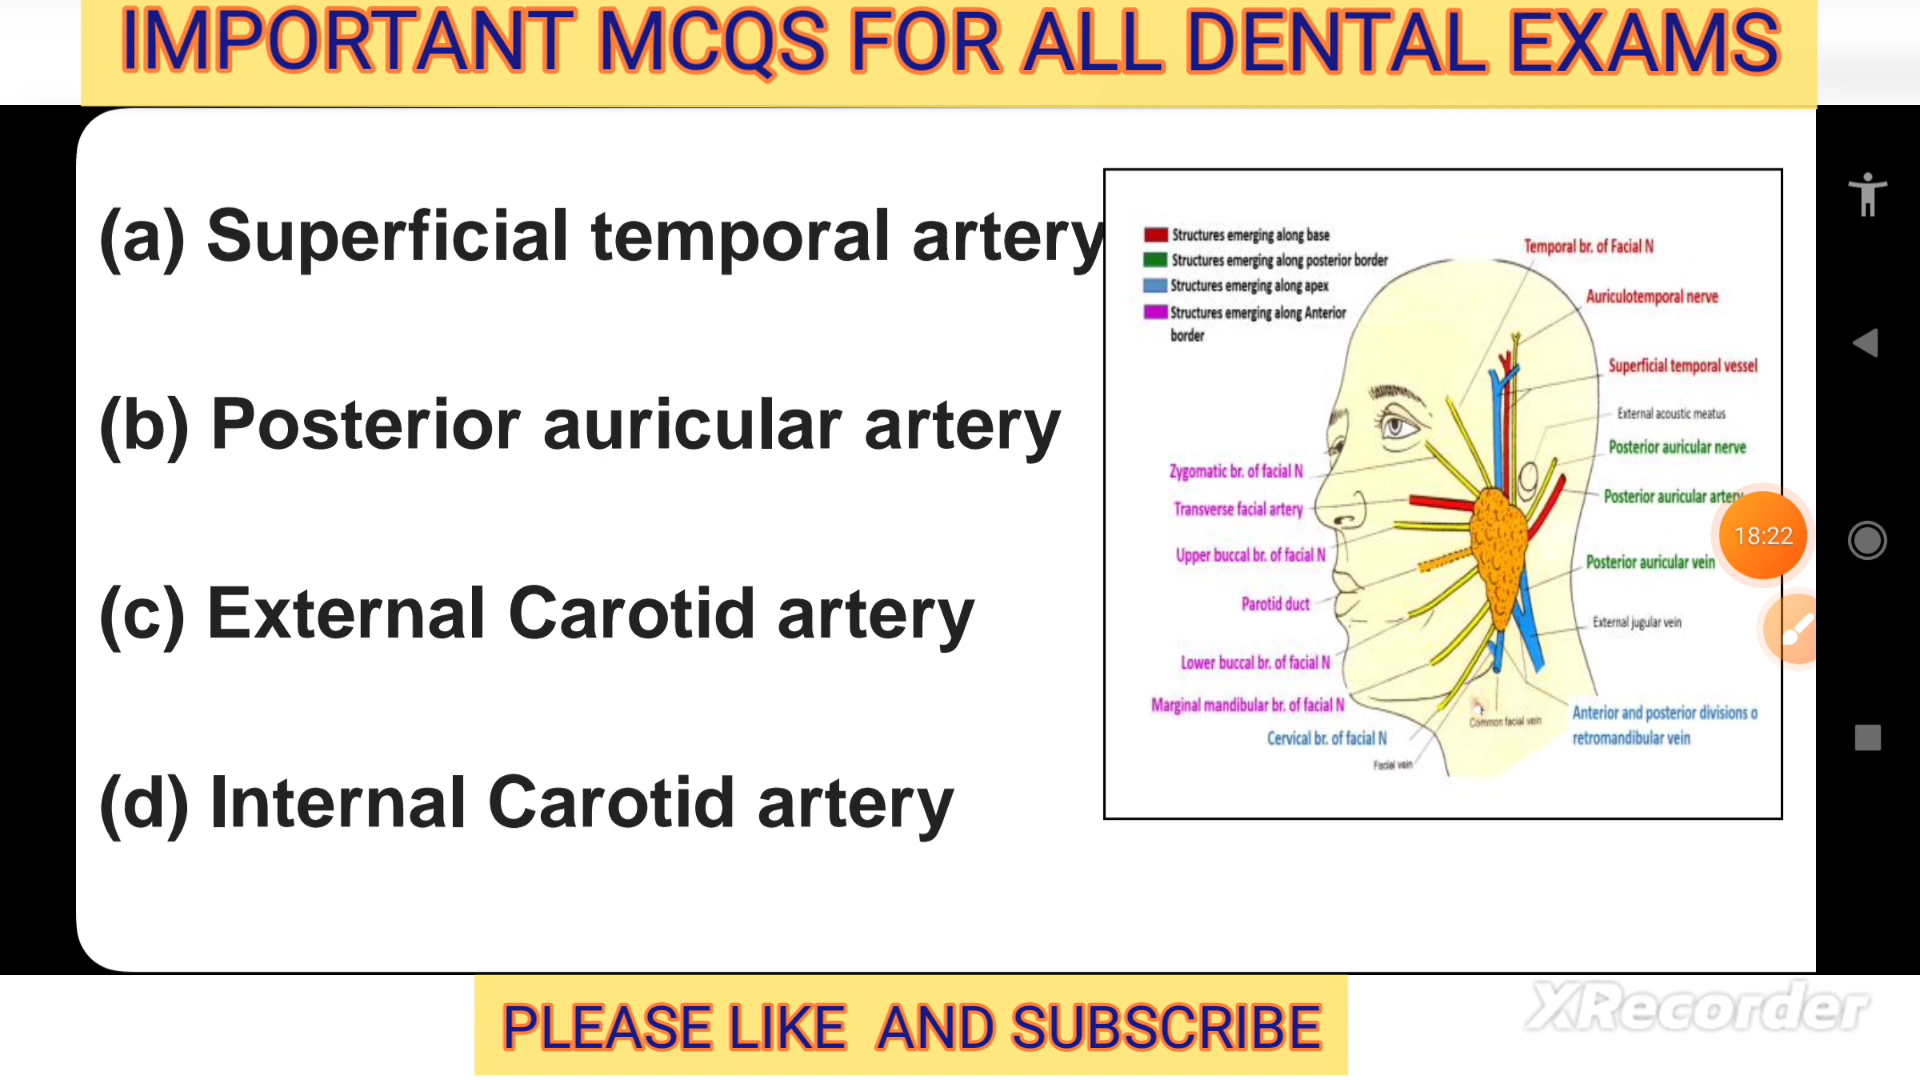 IMPORTANT MCQS FOR ALL DENTAL EXAMS
(a) Superficial temporal artery
(b) Posterior auricular artery
(c) External Carotid artery
(d) Internal Carotid artery
Structures emerging along base
Structures emerging along posterior border
Structures emerging along apex
Structures emerging along Anterior
border
Temporal br. of Facial N
Auriculotemporal nerve
Superficial temporal vessel
External acoustic meatus
Posterior auricular nerve
Posterior auricular artery
Posterior auricular vein
External jugular vein
Anterior and posterior divisions o
retromandibular vein
Zygomatic br. of facial N
Transverse facial artery
Upper buccal br. of facial N
Parotid duct
Lower buccal br. of facial N
Marginal mandibular br. of facial N
Cervical br. of facial N
Common facial vein
Facial vein
18:22
PLEASE LIKE AND SUBSCRIBE
XRecorder